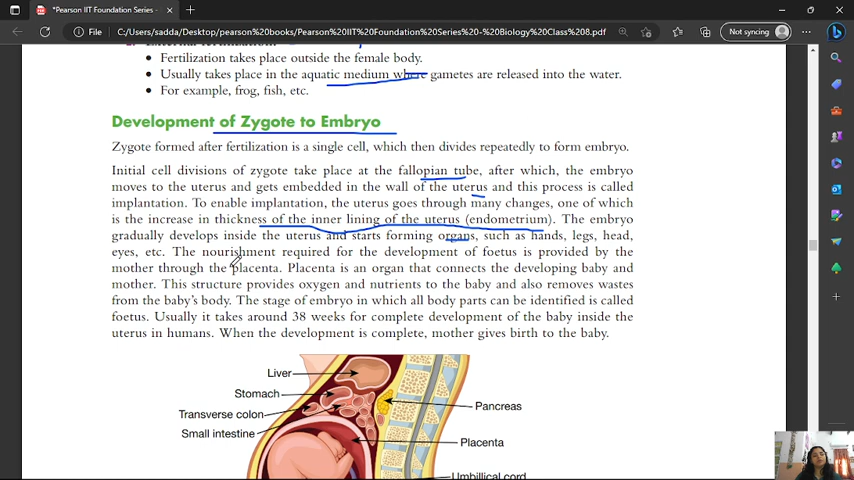 *Pearson IIT Foundation Series -
File
C:/Users/sadda/Desktop/pearson%20books/Pearson%20IIT%20Foundation%20Series%20-%20Biology%20Class%208.pdf
Not syncing
• Fertilization takes place outside the female body.
• Usually takes place in the aquatic medium where gametes are released into the water.
• For example, frog, fish, etc.
Development of Zygote to Embryo
Zygote formed after fertilization is a single cell, which then divides repeatedly to form embryo.
Initial cell divisions of zygote take place at the fallopian tube, after which, the embryo
moves to the uterus and gets embedded in the wall of the uterus and this process is called
implantation. To enable implantation, the uterus goes through many changes, one of which
is the increase in thickness of the inner lining of the uterus (endometrium). The embryo
gradually develops inside the uterus and starts forming organs, such as hands, legs, head,
eyes, etc. The nourishment required for the development of foetus is provided by the
mother through the placenta. Placenta is an organ that connects the developing baby and
mother. This structure provides oxygen and nutrients to the baby and also removes wastes
from the baby's body. The stage of embryo in which all body parts can be identified is called
foetus. Usually it takes around 38 weeks for complete development of the baby inside the
uterus in humans. When the development is complete, mother gives birth to the baby.
Liver
Stomach
Transverse colon
Small intestine
Pancreas
Placenta
Umbillical cord